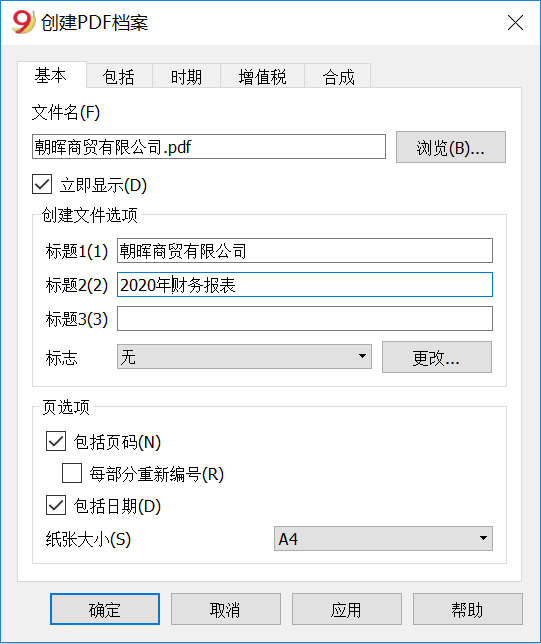 9 创建PDF档案
基本 包括 时期 增值税 合成
文件名(F)
朝晖商贸有限公司.pdf 浏览(B)...
立即显示(D)
创建文件选项
标题1(1) 朝晖商贸有限公司
标题2(2) 2020年财务报表
标题3(3)
标志 无 更改...
页选项
包括页码(N)
每部分重新编号(R)
包括日期(D)
纸张大小(S) A4
确定 取消 应用 帮助